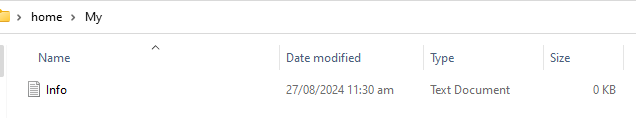 home > My
Name Date modified Type Size
Info 27/08/2024 11:30 am Text Document 0 KB